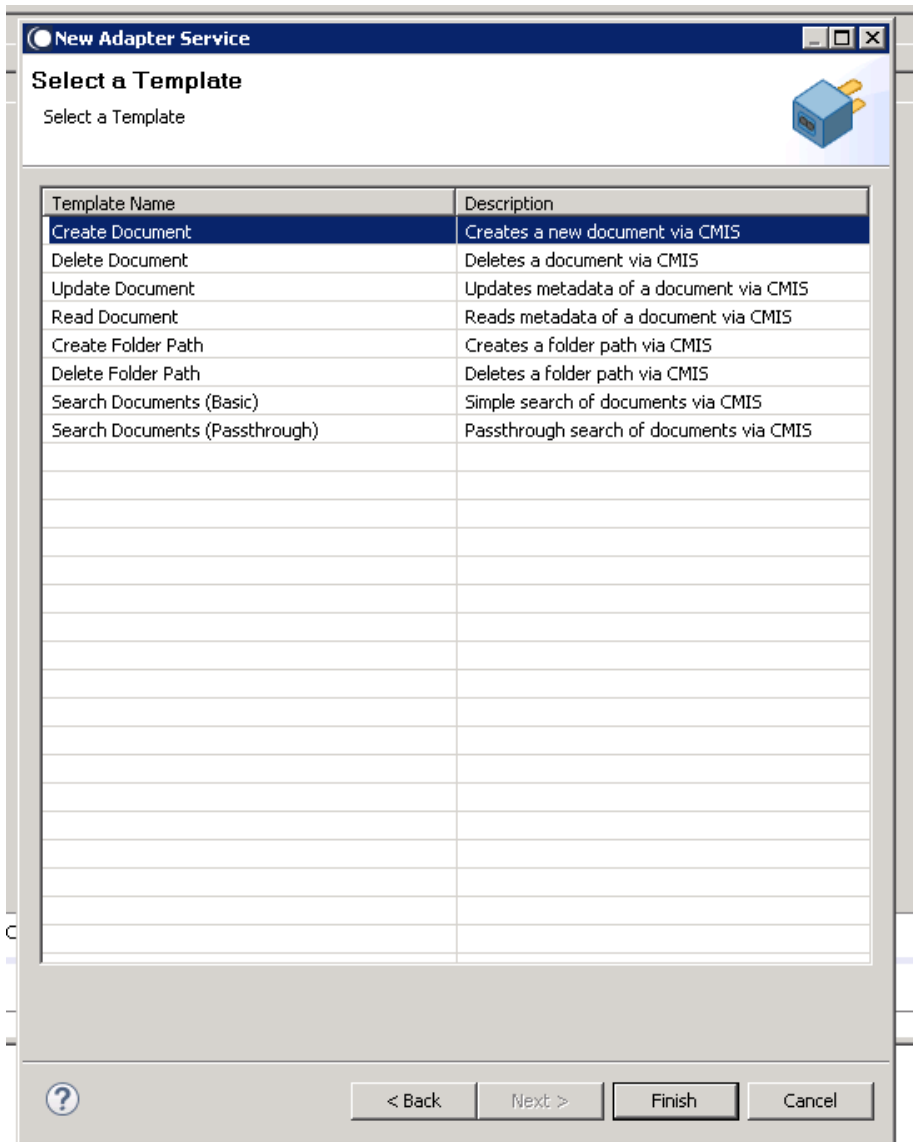 New Adapter Service
Select a Template
Select a Template
Template Name Description
Create Document Creates a new document via CMIS
Delete Document Deletes a document via CMIS
Update Document Updates metadata of a document via CMIS
Read Document Reads metadata of a document via CMIS
Create Folder Path Creates a folder path via CMIS
Delete Folder Path Deletes a folder path via CMIS
Search Documents (Basic) Simple search of documents via CMIS
Search Documents (Passthrough) Passthrough search of documents via CMIS
? < Back Next > Finish Cancel